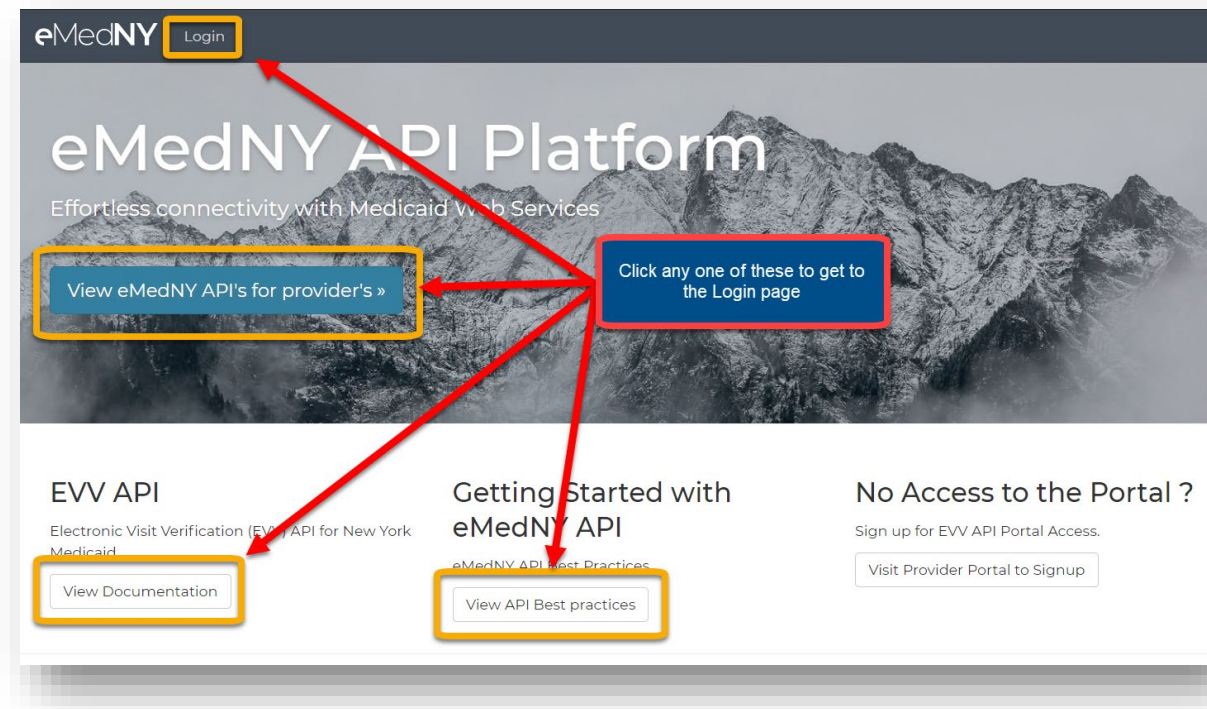 eMedNY Login
eMedNY API Platform
Effortless connectivity with Medicaid Web Services
View eMedNY API's for provider's »
Click any one of these to get to
the Login page
EVV API
Electronic Visit Verification (EVV) API for New York
Medicaid
View Documentation
Getting Started with
eMedNY API
eMedNY API Best Practices
View API Best practices
No Access to the Portal ?
Sign up for EVV API Portal Access.
Visit Provider Portal to Signup